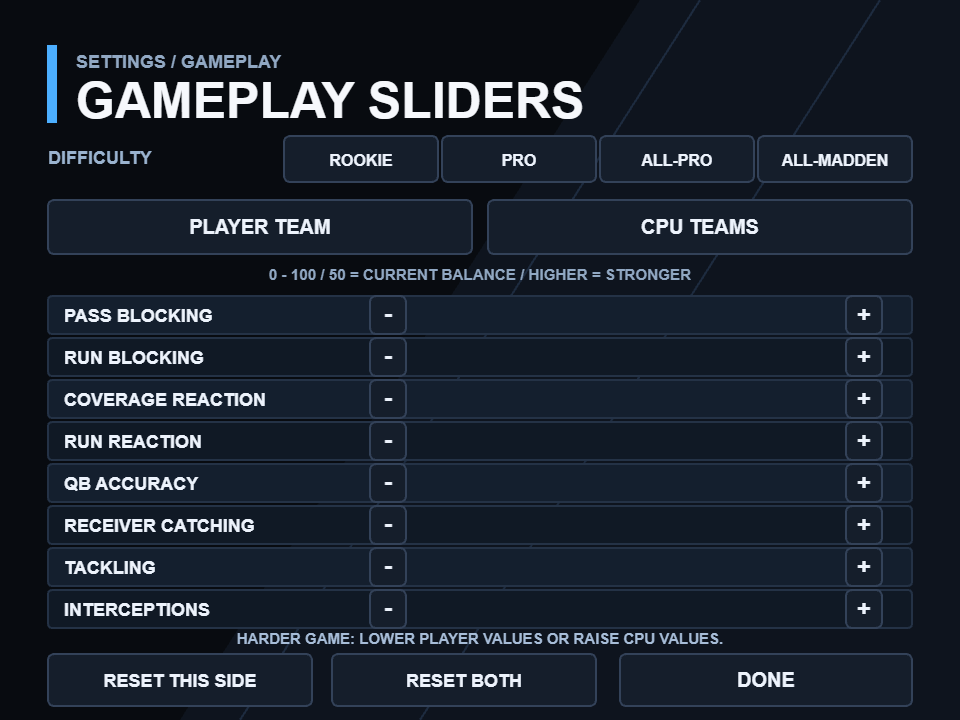 SETTINGS / GAMEPLAY
GAMEPLAY SLIDERS
DIFFICULTY ROOKIE PRO ALL-PRO ALL-MADDEN
PLAYER TEAM CPU TEAMS
0 - 100 / 50 = CURRENT BALANCE / HIGHER = STRONGER
PASS BLOCKING - +
RUN BLOCKING - +
COVERAGE REACTION - +
RUN REACTION - +
QB ACCURACY - +
RECEIVER CATCHING - +
TACKLING - +
INTERCEPTIONS - +
HARDER GAME: LOWER PLAYER VALUES OR RAISE CPU VALUES.
RESET THIS SIDE RESET BOTH DONE